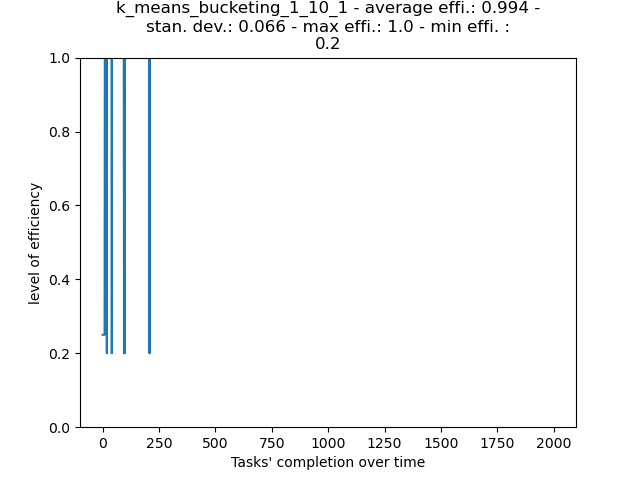 k_means_bucketing_1_10_1 - average effi.: 0.994 -
stan. dev.: 0.066 - max effi.: 1.0 - min effi. :
0.2
1.0
0.8
0.6
0.4
0.2
0.0
level of efficiency
0 250 500 750 1000 1250 1500 1750 2000
Tasks' completion over time